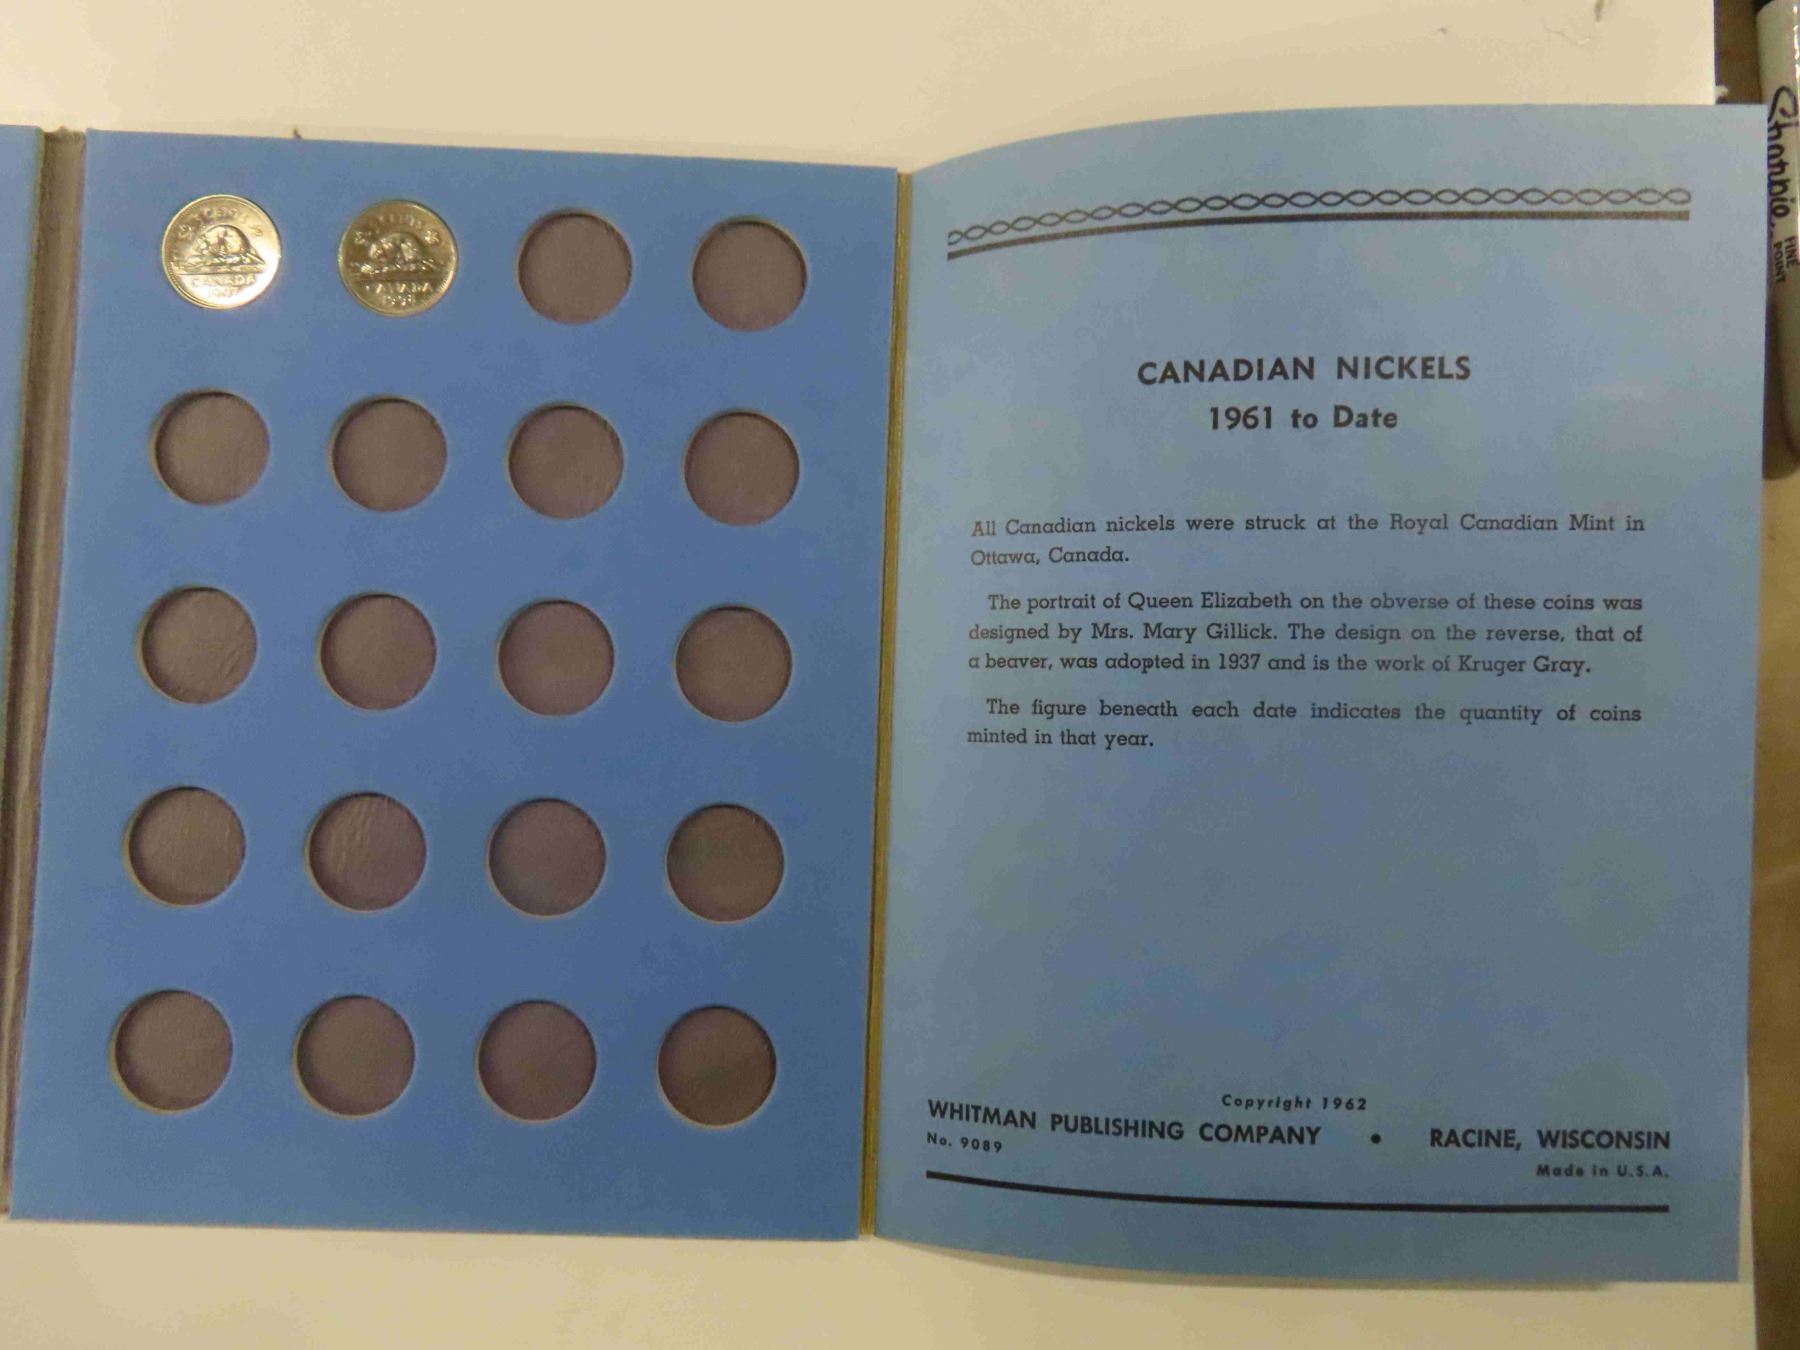 5 CENTS
CANADA
CANADA
CANADIAN NICKELS
1961 to Date
All Canadian nickels were struck at the Royal Canadian Mint in
Ottawa, Canada.
The portrait of Queen Elizabeth on the obverse of these coins was
designed by Mrs. Mary Gillick. The design on the reverse, that of
a beaver, was adopted in 1937 and is the work of Kruger Gray.
The figure beneath each date indicates the quantity of coins
minted in that year.
Copyright 1962
WHITMAN PUBLISHING COMPANY • RACINE, WISCONSIN
No. 9089
Made in U.S.A.
Sharpie
FINE
POINT